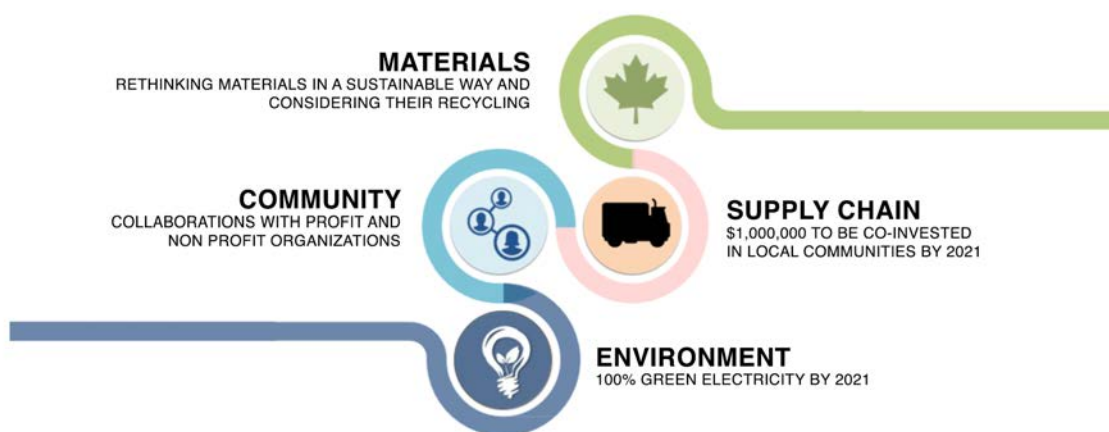 MATERIALS
RETHINKING MATERIALS IN A SUSTAINABLE WAY AND
CONSIDERING THEIR RECYCLING
COMMUNITY
COLLABORATIONS WITH PROFIT AND
NON PROFIT ORGANIZATIONS
SUPPLY CHAIN
$1,000,000 TO BE CO-INVESTED
IN LOCAL COMMUNITIES BY 2021
ENVIRONMENT
100% GREEN ELECTRICITY BY 2021